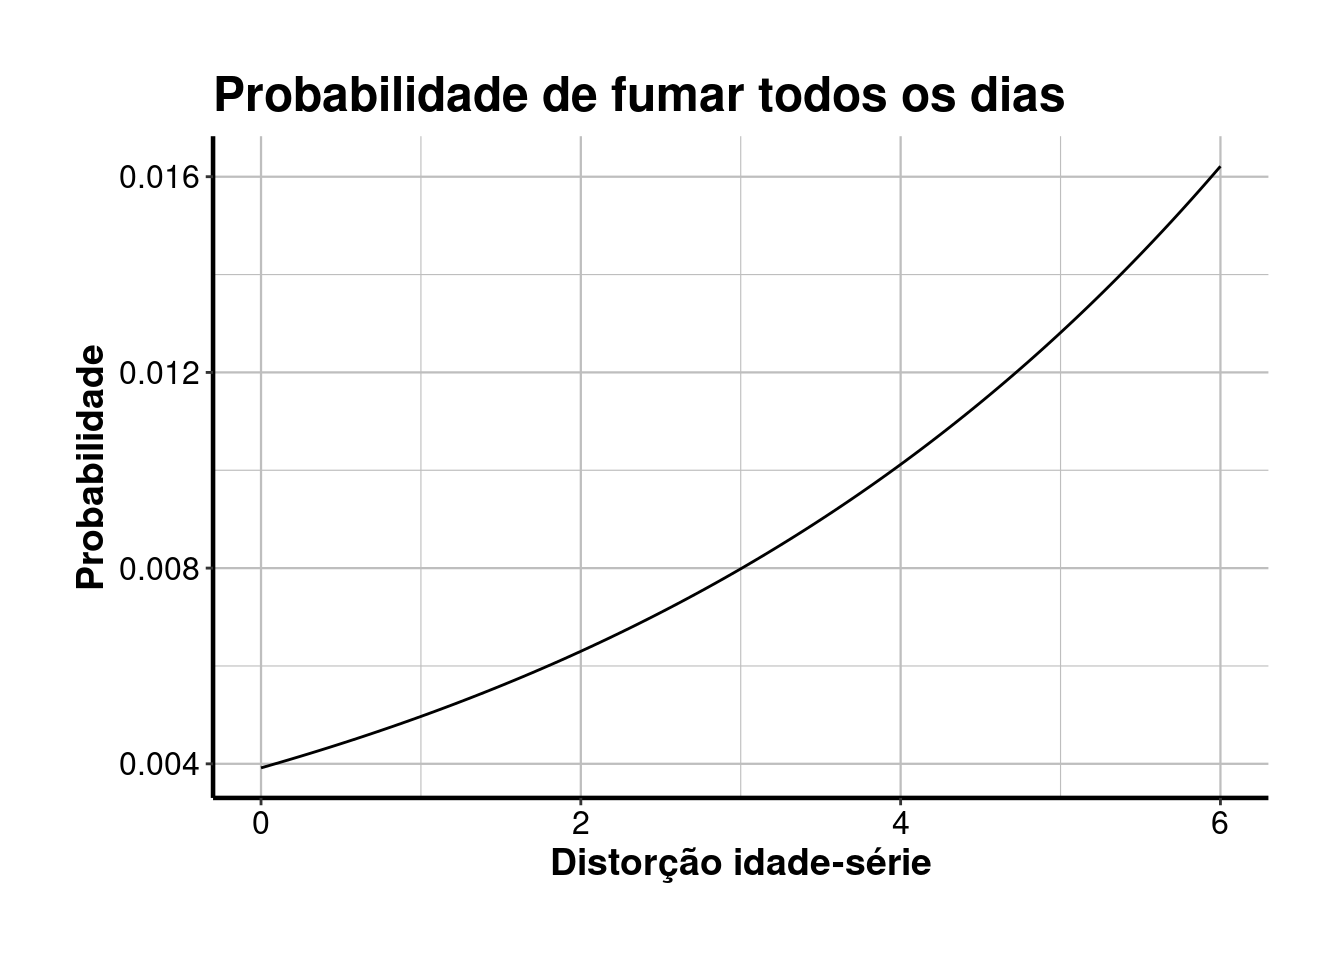 Probabilidade de fumar todos os dias
Probabilidade
0.016
0.012
0.008
0.004
0 2 4 6
Distorção idade-série